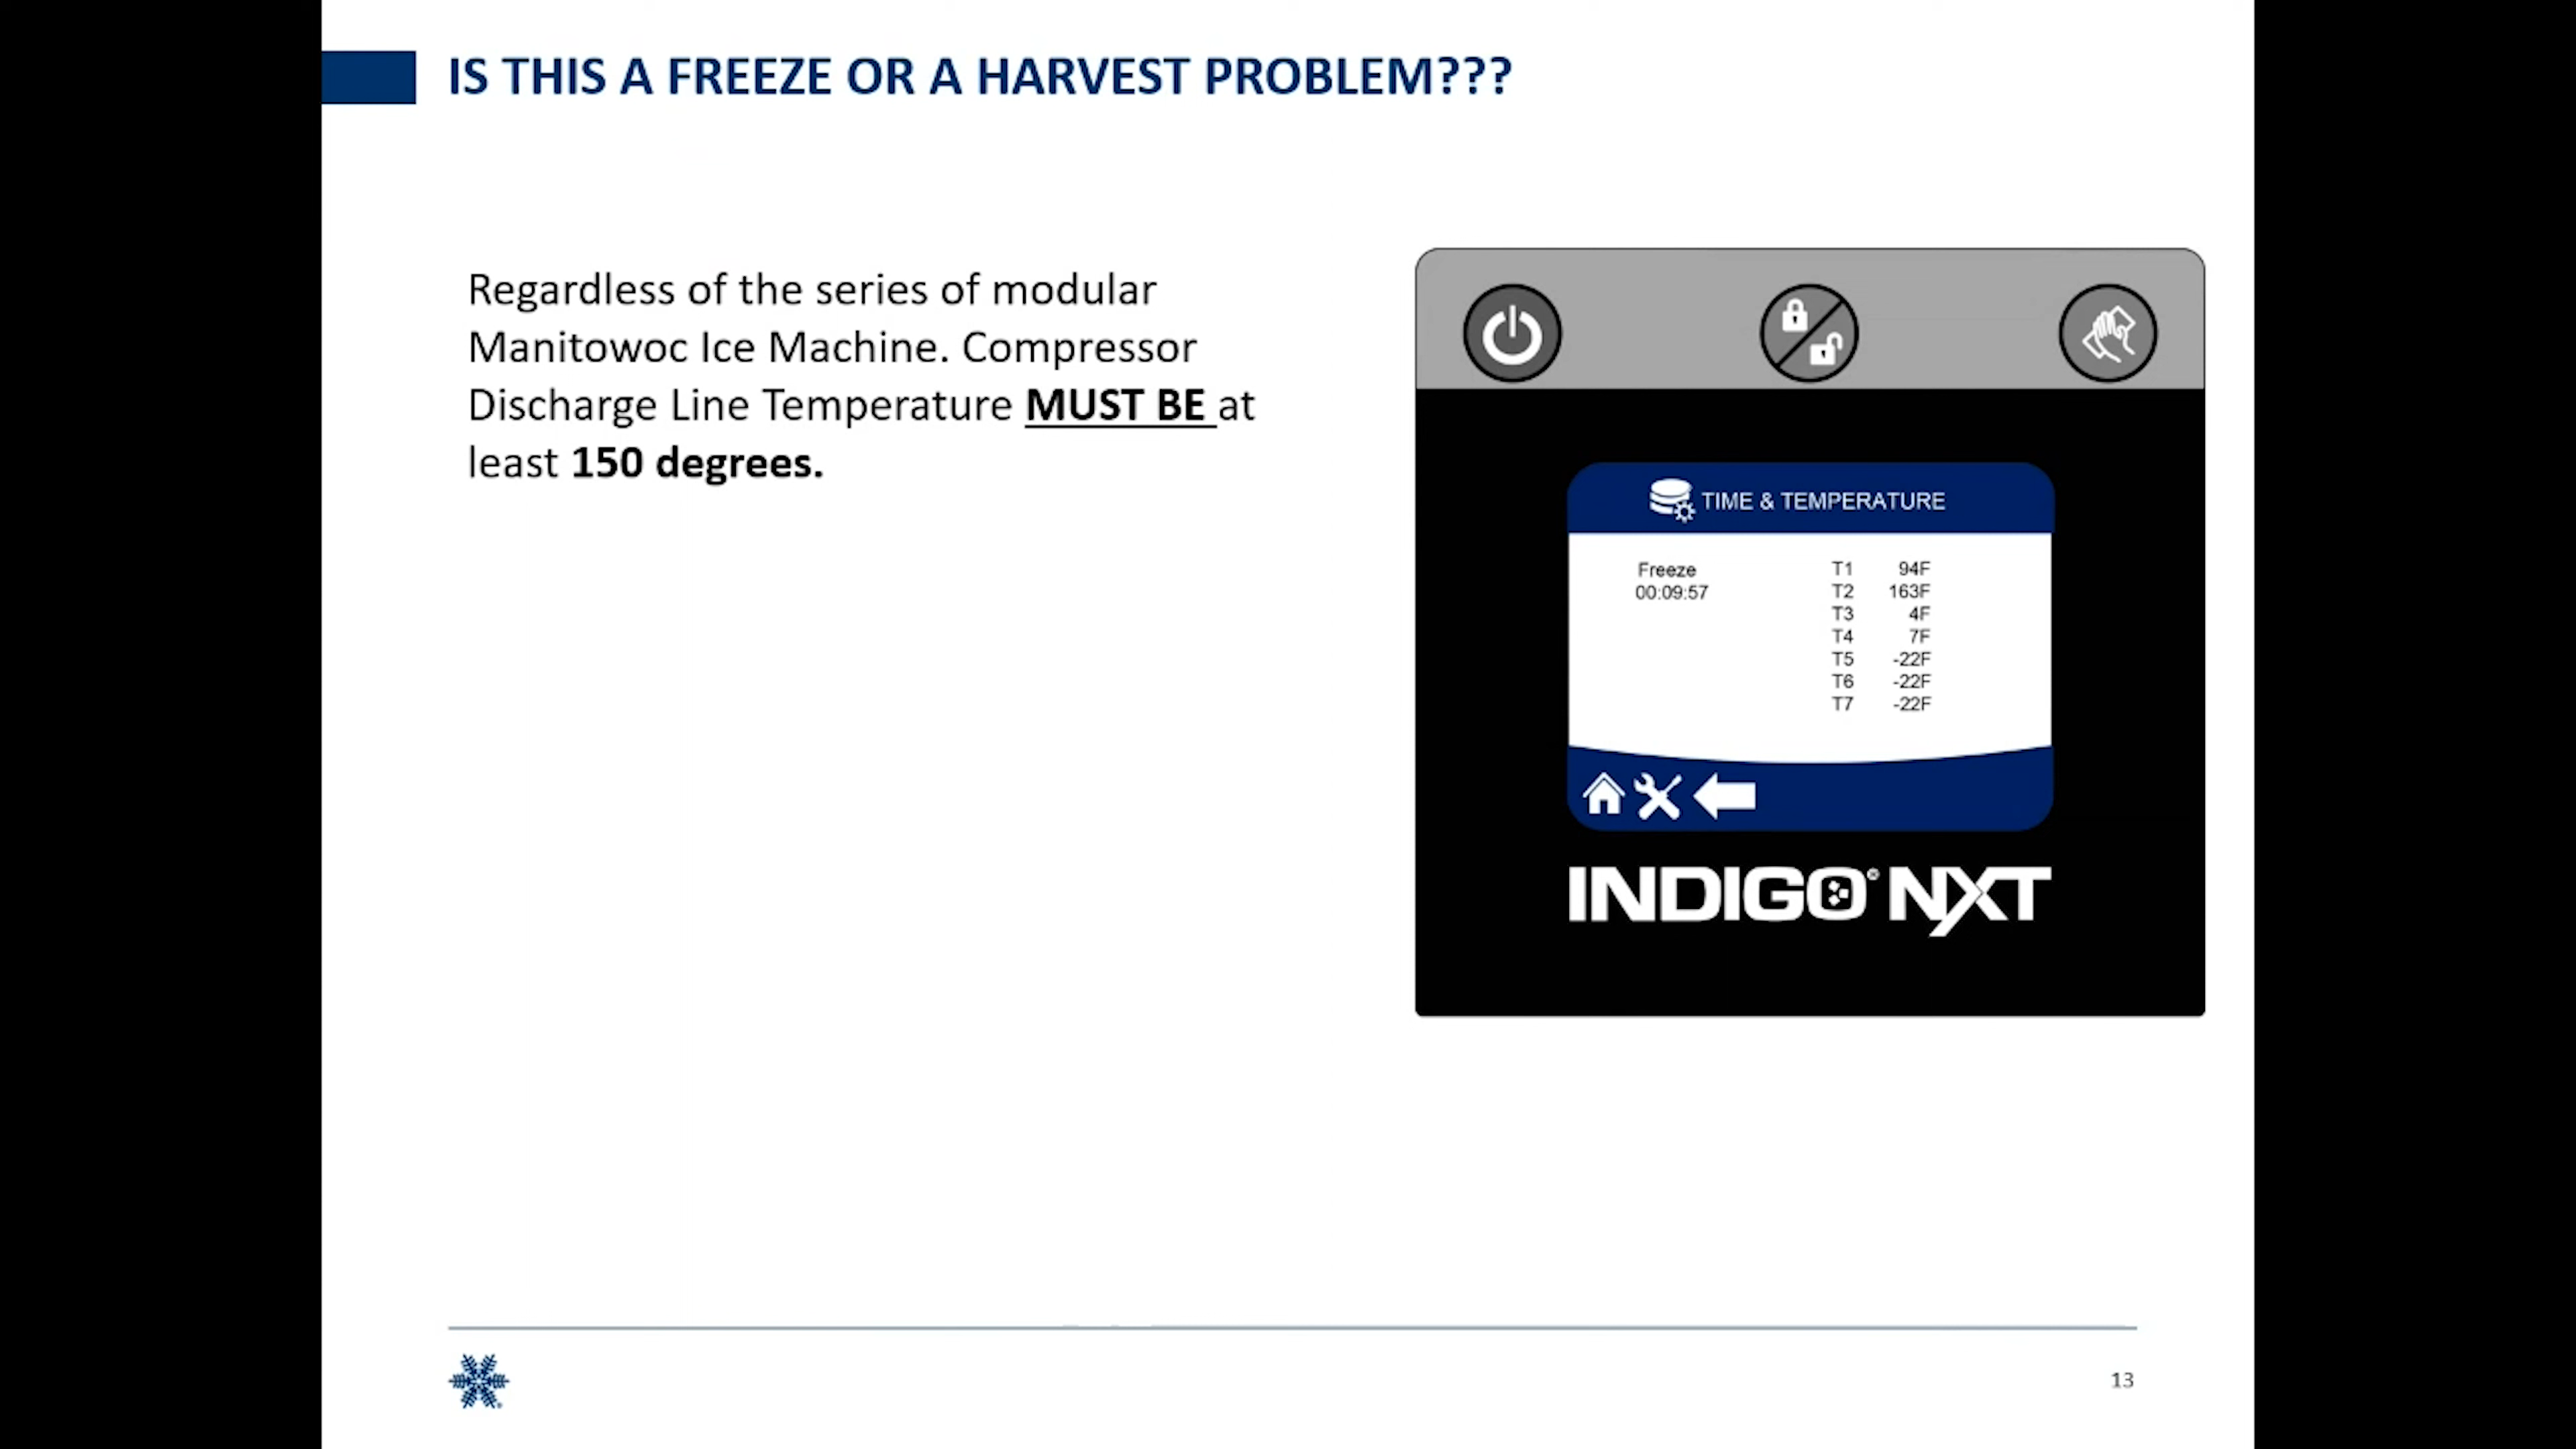 IS THIS A FREEZE OR A HARVEST PROBLEM???
Regardless of the series of modular
Manitowoc Ice Machine. Compressor
Discharge Line Temperature MUST BE at
least 150 degrees.
TIME & TEMPERATURE
Freeze
00:09:57
T1 94F
T2 163F
T3 4F
T4 7F
T5 -22F
T6 -22F
T7 -22F
INDIGO® NXT
13